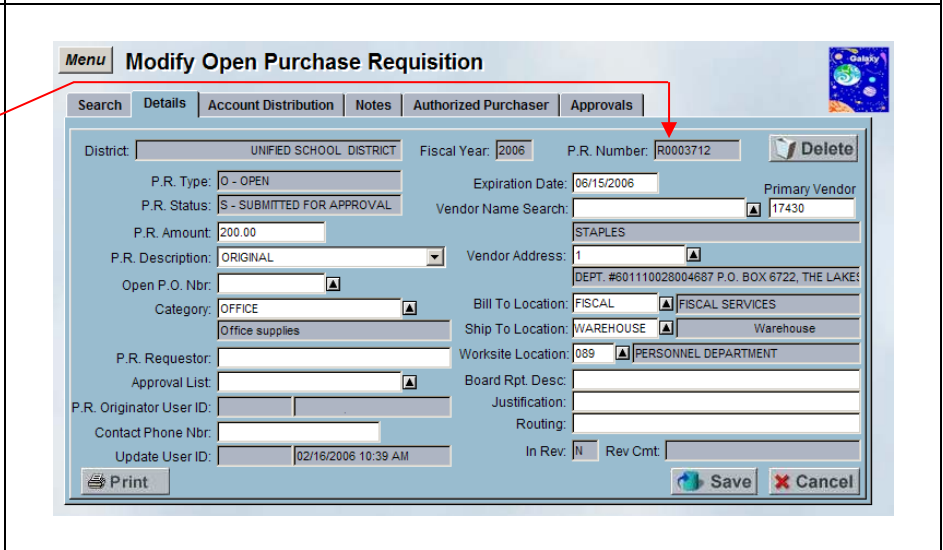 Menu Modify Open Purchase Requisition
Galaxy
Search Details Account Distribution Notes Authorized Purchaser Approvals
District: UNIFIED SCHOOL DISTRICT Fiscal Year: 2006 P.R. Number: R0003712 Delete
P.R. Type: O - OPEN Expiration Date: 06/15/2006 Primary Vendor
P.R. Status: S - SUBMITTED FOR APPROVAL Vendor Name Search: 17430
P.R. Amount: 200.00 STAPLES
P.R. Description: ORIGINAL Vendor Address: 1
Open P.O. Nbr: DEPT. #601110028004687 P.O. BOX 6722, THE LAKES
Category: OFFICE Bill To Location: FISCAL FISCAL SERVICES
Office supplies Ship To Location: WAREHOUSE Warehouse
P.R. Requestor: Worksite Location: 089 PERSONNEL DEPARTMENT
Approval List: Board Rpt. Desc:
P.R. Originator User ID: Justification:
Contact Phone Nbr: Routing:
Update User ID: 02/16/2006 10:39 AM In Rev: N Rev Cmt:
Print Save Cancel